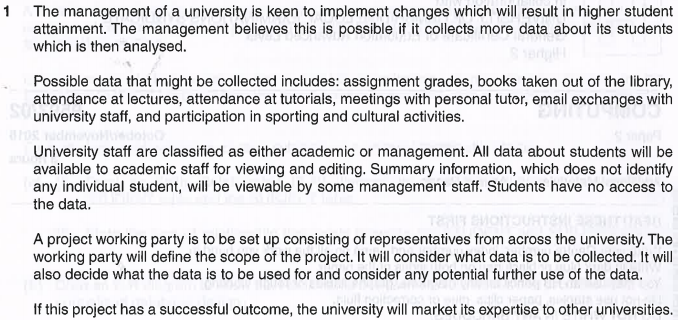 1 The management of a university is keen to implement changes which will result in higher student
attainment. The management believes this is possible if it collects more data about its students
which is then analysed.
Possible data that might be collected includes: assignment grades, books taken out of the library,
attendance at lectures, attendance at tutorials, meetings with personal tutor, email exchanges with
university staff, and participation in sporting and cultural activities.
University staff are classified as either academic or management. All data about students will be
available to academic staff for viewing and editing. Summary information, which does not identify
any individual student, will be viewable by some management staff. Students have no access to
the data.
A project working party is to be set up consisting of representatives from across the university. The
working party will define the scope of the project. It will consider what data is to be collected. It will
also decide what the data is to be used for and consider any potential further use of the data.
If this project has a successful outcome, the university will market its expertise to other universities.